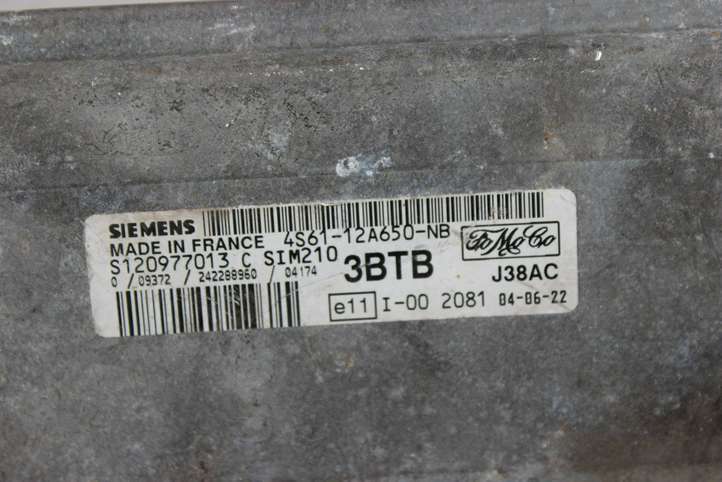 SIEMENS
MADE IN FRANCE 4S61-12A650-NB FoMoCo
S120977013 C SIM210 3BTB J38AC
0 / 09372 / 242288960 / 04174
e11 I-00 2081 04-06-22